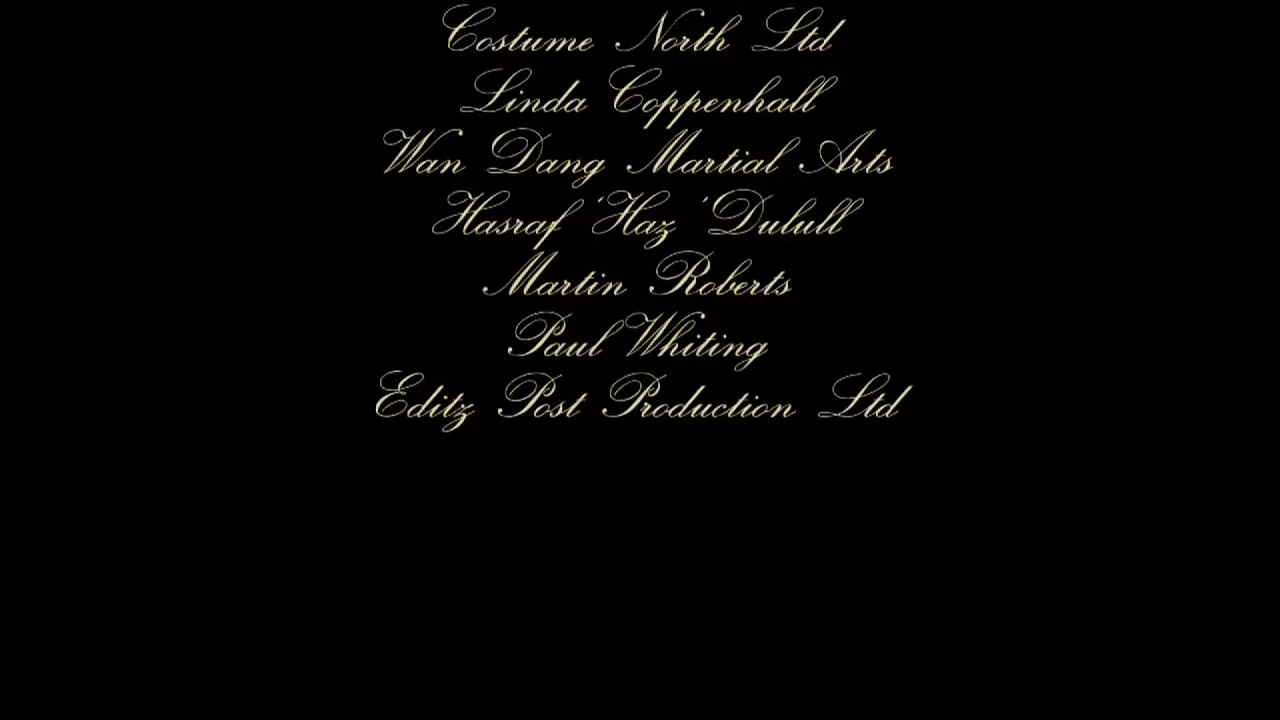 Costume North Ltd
Linda Coppenhall
Wan Dang Martial Arts
Hasraf 'Haz 'Dulull
Martin Roberts
Paul Whiting
Editz Post Production Ltd